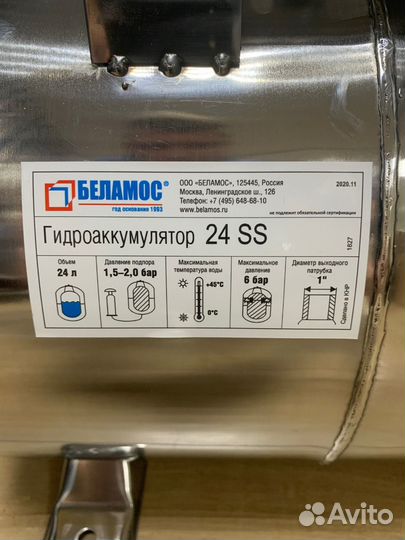 БЕЛАМОС®
год основания 1993
ООО «БЕЛАМОС», 125445, Россия
Москва, Ленинградское ш., 126
Телефон: +7 (495) 648-68-10
www.belamos.ru
2020.11
не подлежит обязательной сертификации
Гидроаккумулятор 24 SS
1827
Объем
24 л
Давление подпора
1,5–2,0 бар
Максимальная
температура воды
+45°C
0°C
Максимальное
давление
6 бар
Диаметр выходного
патрубка
1"
Сделано в КНР
Avito